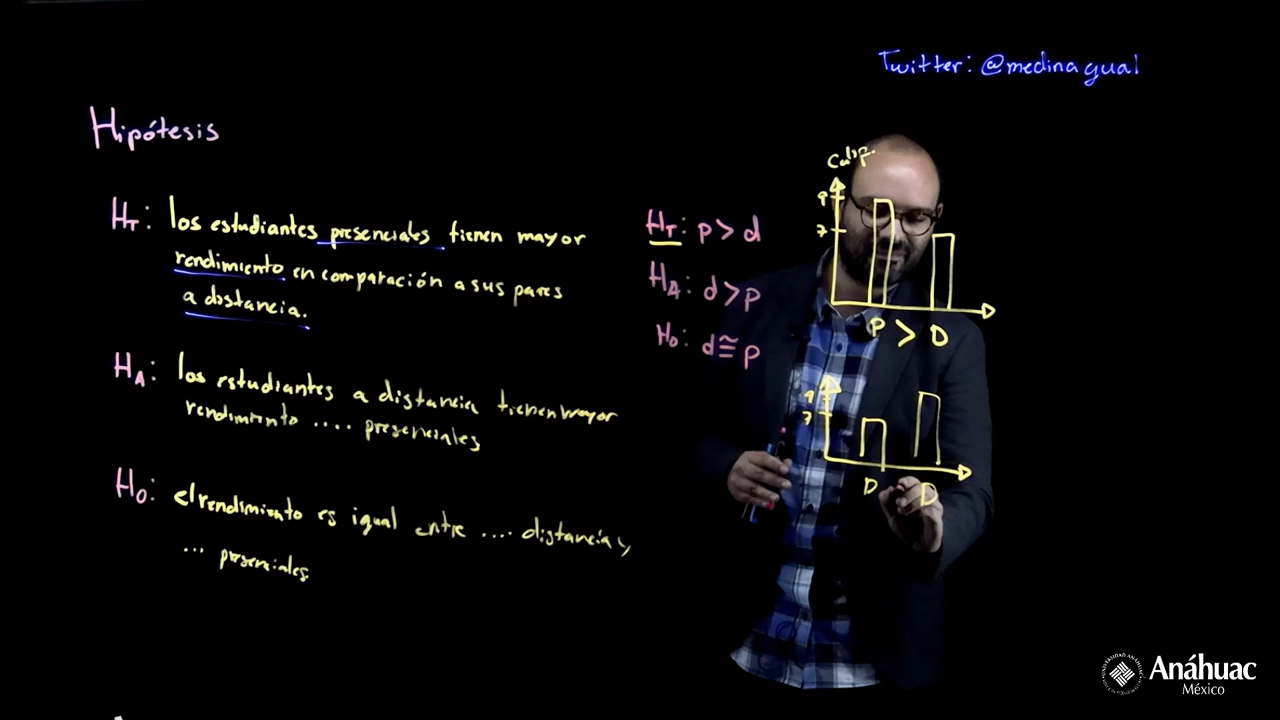 Twitter: @medinagual
Hipótesis
HT: los estudiantes presenciales tienen mayor
rendimiento en comparación a sus pares
a distancia.
HA: los estudiantes a distancia tienen mayor
rendimiento .... presenciales
H0: el rendimiento es igual entre .... distancia y
... presenciales
HT: p > d
HA: d > p
H0: d ≅ p
Calif.
9
7
P > D
9
7
D D
Anáhuac
México